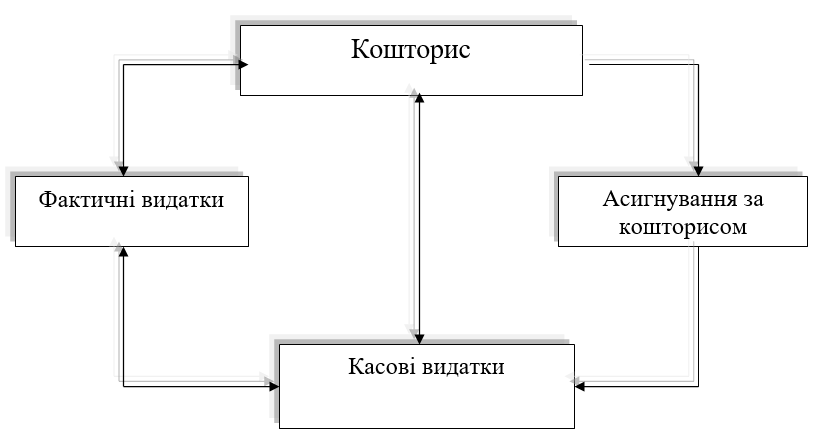 Кошторис
Фактичні видатки
Асигнування за
кошторисом
Касові видатки